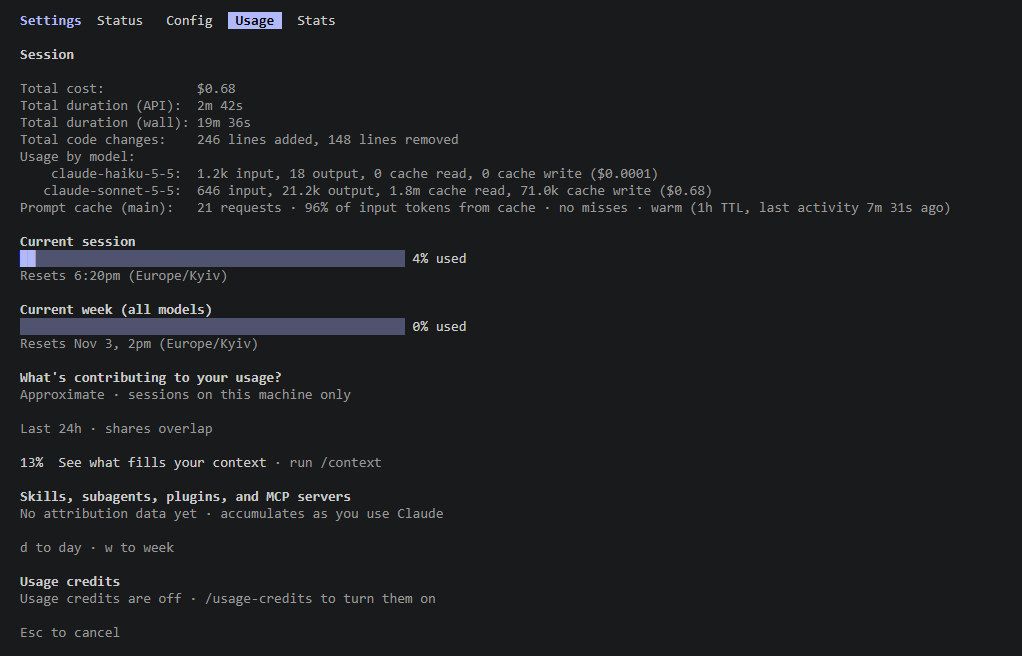 Settings  Status   Config   Usage   Stats
Session
Total cost:            $0.68
Total duration (API):  2m 42s
Total duration (wall): 19m 36s
Total code changes:    246 lines added, 148 lines removed
Usage by model:
    claude-haiku-5-5:  1.2k input, 18 output, 0 cache read, 0 cache write ($0.0001)
   claude-sonnet-5-5:  646 input, 21.2k output, 1.8m cache read, 71.0k cache write ($0.68)
Prompt cache (main):   21 requests · 96% of input tokens from cache · no misses · warm (1h TTL, last activity 7m 31s ago)
Current session
4% used
Resets 6:20pm (Europe/Kyiv)
Current week (all models)
0% used
Resets Nov 3, 2pm (Europe/Kyiv)
What's contributing to your usage?
Approximate · sessions on this machine only
Last 24h · shares overlap
13%  See what fills your context · run /context
Skills, subagents, plugins, and MCP servers
No attribution data yet · accumulates as you use Claude
d to day · w to week
Usage credits
Usage credits are off · /usage-credits to turn them on
Esc to cancel